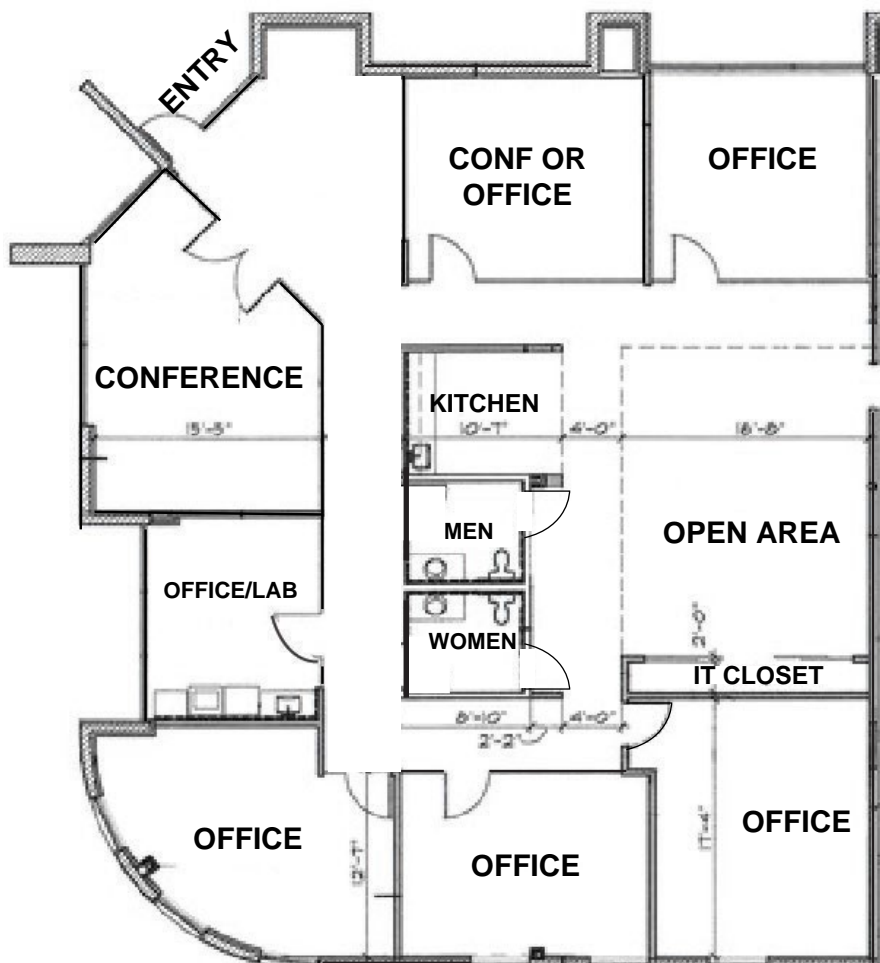 ENTRY
CONF OR
OFFICE
OFFICE
CONFERENCE
KITCHEN
15'-5"
10'-7"
4'-0"
18'-8"
MEN
OPEN AREA
OFFICE/LAB
WOMEN
2'-0"
IT CLOSET
8'-10"
4'-0"
2'-2"
OFFICE
12'-7"
OFFICE
17'-4"
OFFICE